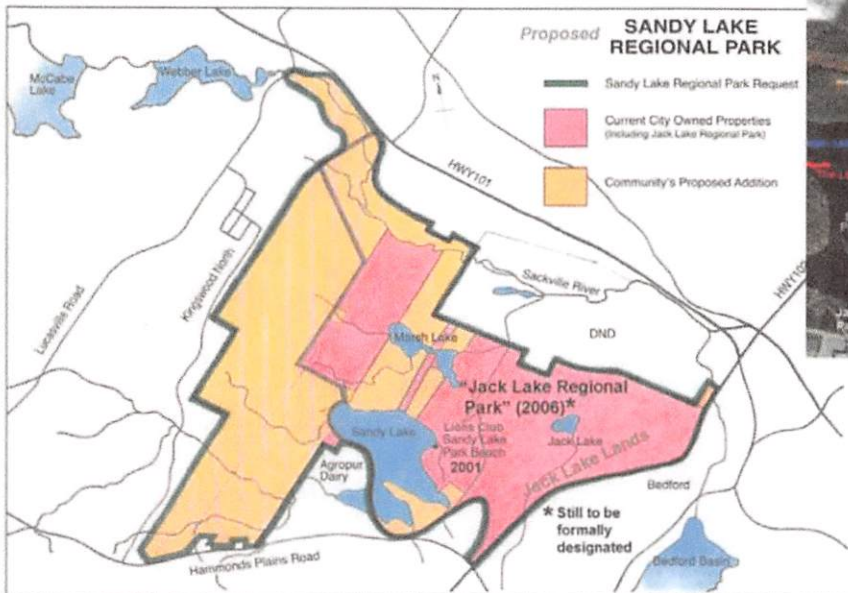 Proposed SANDY LAKE
REGIONAL PARK
Sandy Lake Regional Park Request
Current City Owned Properties
(Including Jack Lake Regional Park)
Community's Proposed Addition
McCabe
Lake
Webber Lake
N
HWY101
Lucasville Road
Kingwood North
Sackville River
DND
Marsh Lake
"Jack Lake Regional
Park" (2006)*
Lions Club
Sandy Lake
Park Beach
2001
Sandy Lake
Jack Lake
Jack Lake Lands
Agropur
Dairy
Bedford
* Still to be
formally
designated
Hammonds Plains Road
Bedford Basin